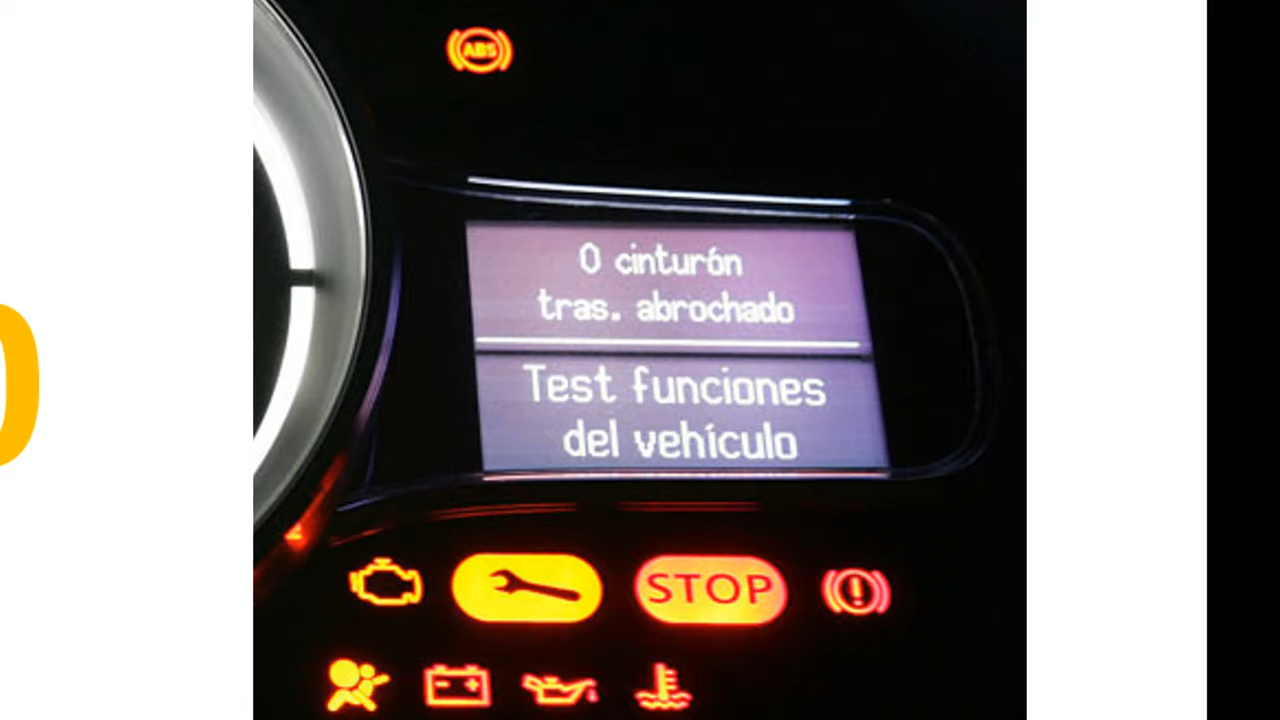 ABS
0 cinturón
tras. abrochado
Test funciones
del vehículo
STOP